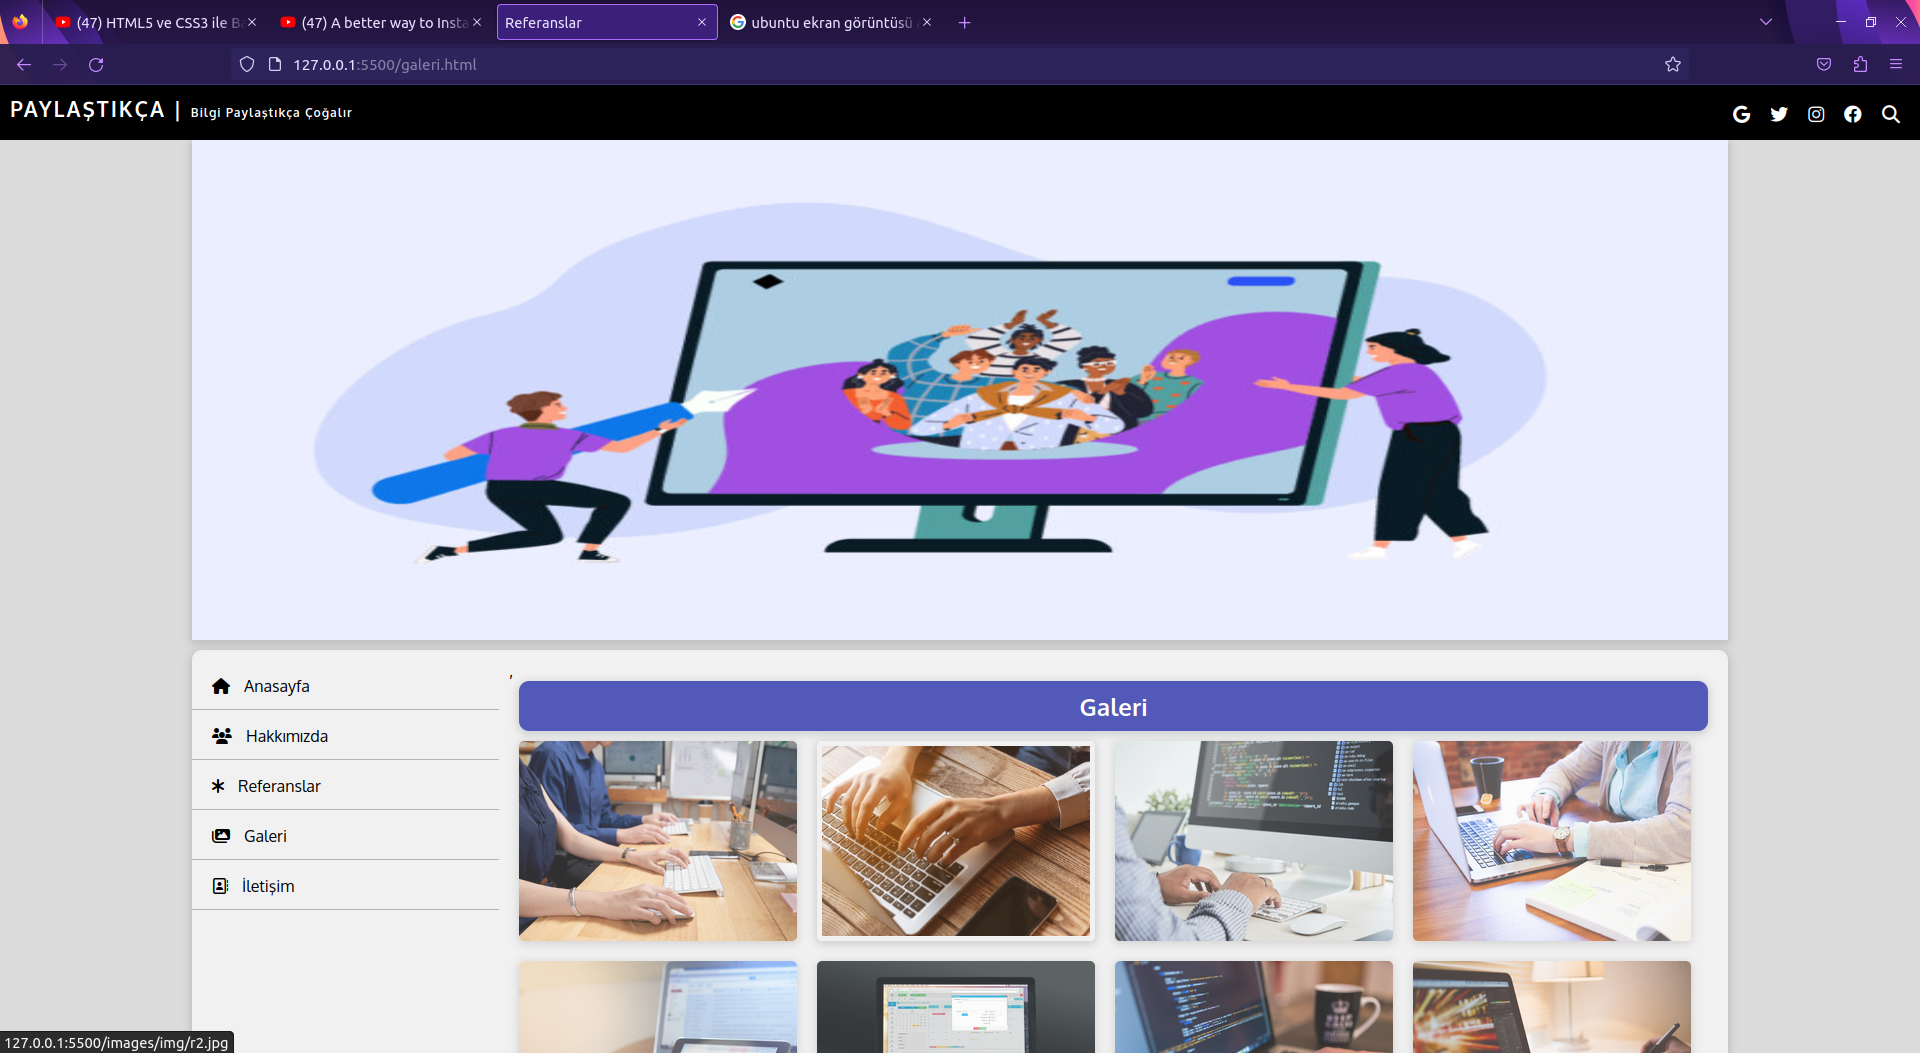 (47) HTML5 ve CSS3 ile B
(47) A better way to Insta
Referanslar
ubuntu ekran görüntüsü
127.0.0.1:5500/galeri.html
PAYLAŞTIKÇA | Bilgi Paylaştıkça Çoğalır
Anasayfa
,
Galeri
Hakkımızda
Referanslar
Galeri
İletişim
127.0.0.1:5500/images/img/r2.jpg